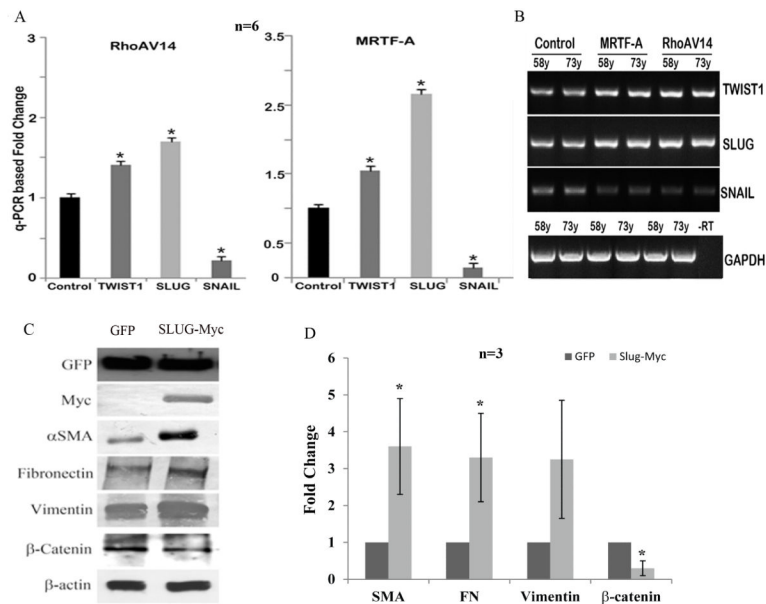 A
n=6
RhoAV14
q-PCR based Fold Change
3
2
1
0
*
*
*
Control TWIST1 SLUG SNAIL
MRTF-A
3
2.5
1.5
1
0.5
0
*
*
*
Control TWIST1 SLUG SNAIL
B
Control MRTF-A RhoAV14
58y 73y 58y 73y 58y 73y
TWIST1
SLUG
SNAIL
58y 73y 58y 73y 58y 73y -RT
GAPDH
C
GFP SLUG-Myc
GFP
Myc
αSMA
Fibronectin
Vimentin
β-Catenin
β-actin
D
n=3
GFP Slug-Myc
Fold Change
6
5
4
3
2
1
0
*
*
*
SMA FN Vimentin β-catenin